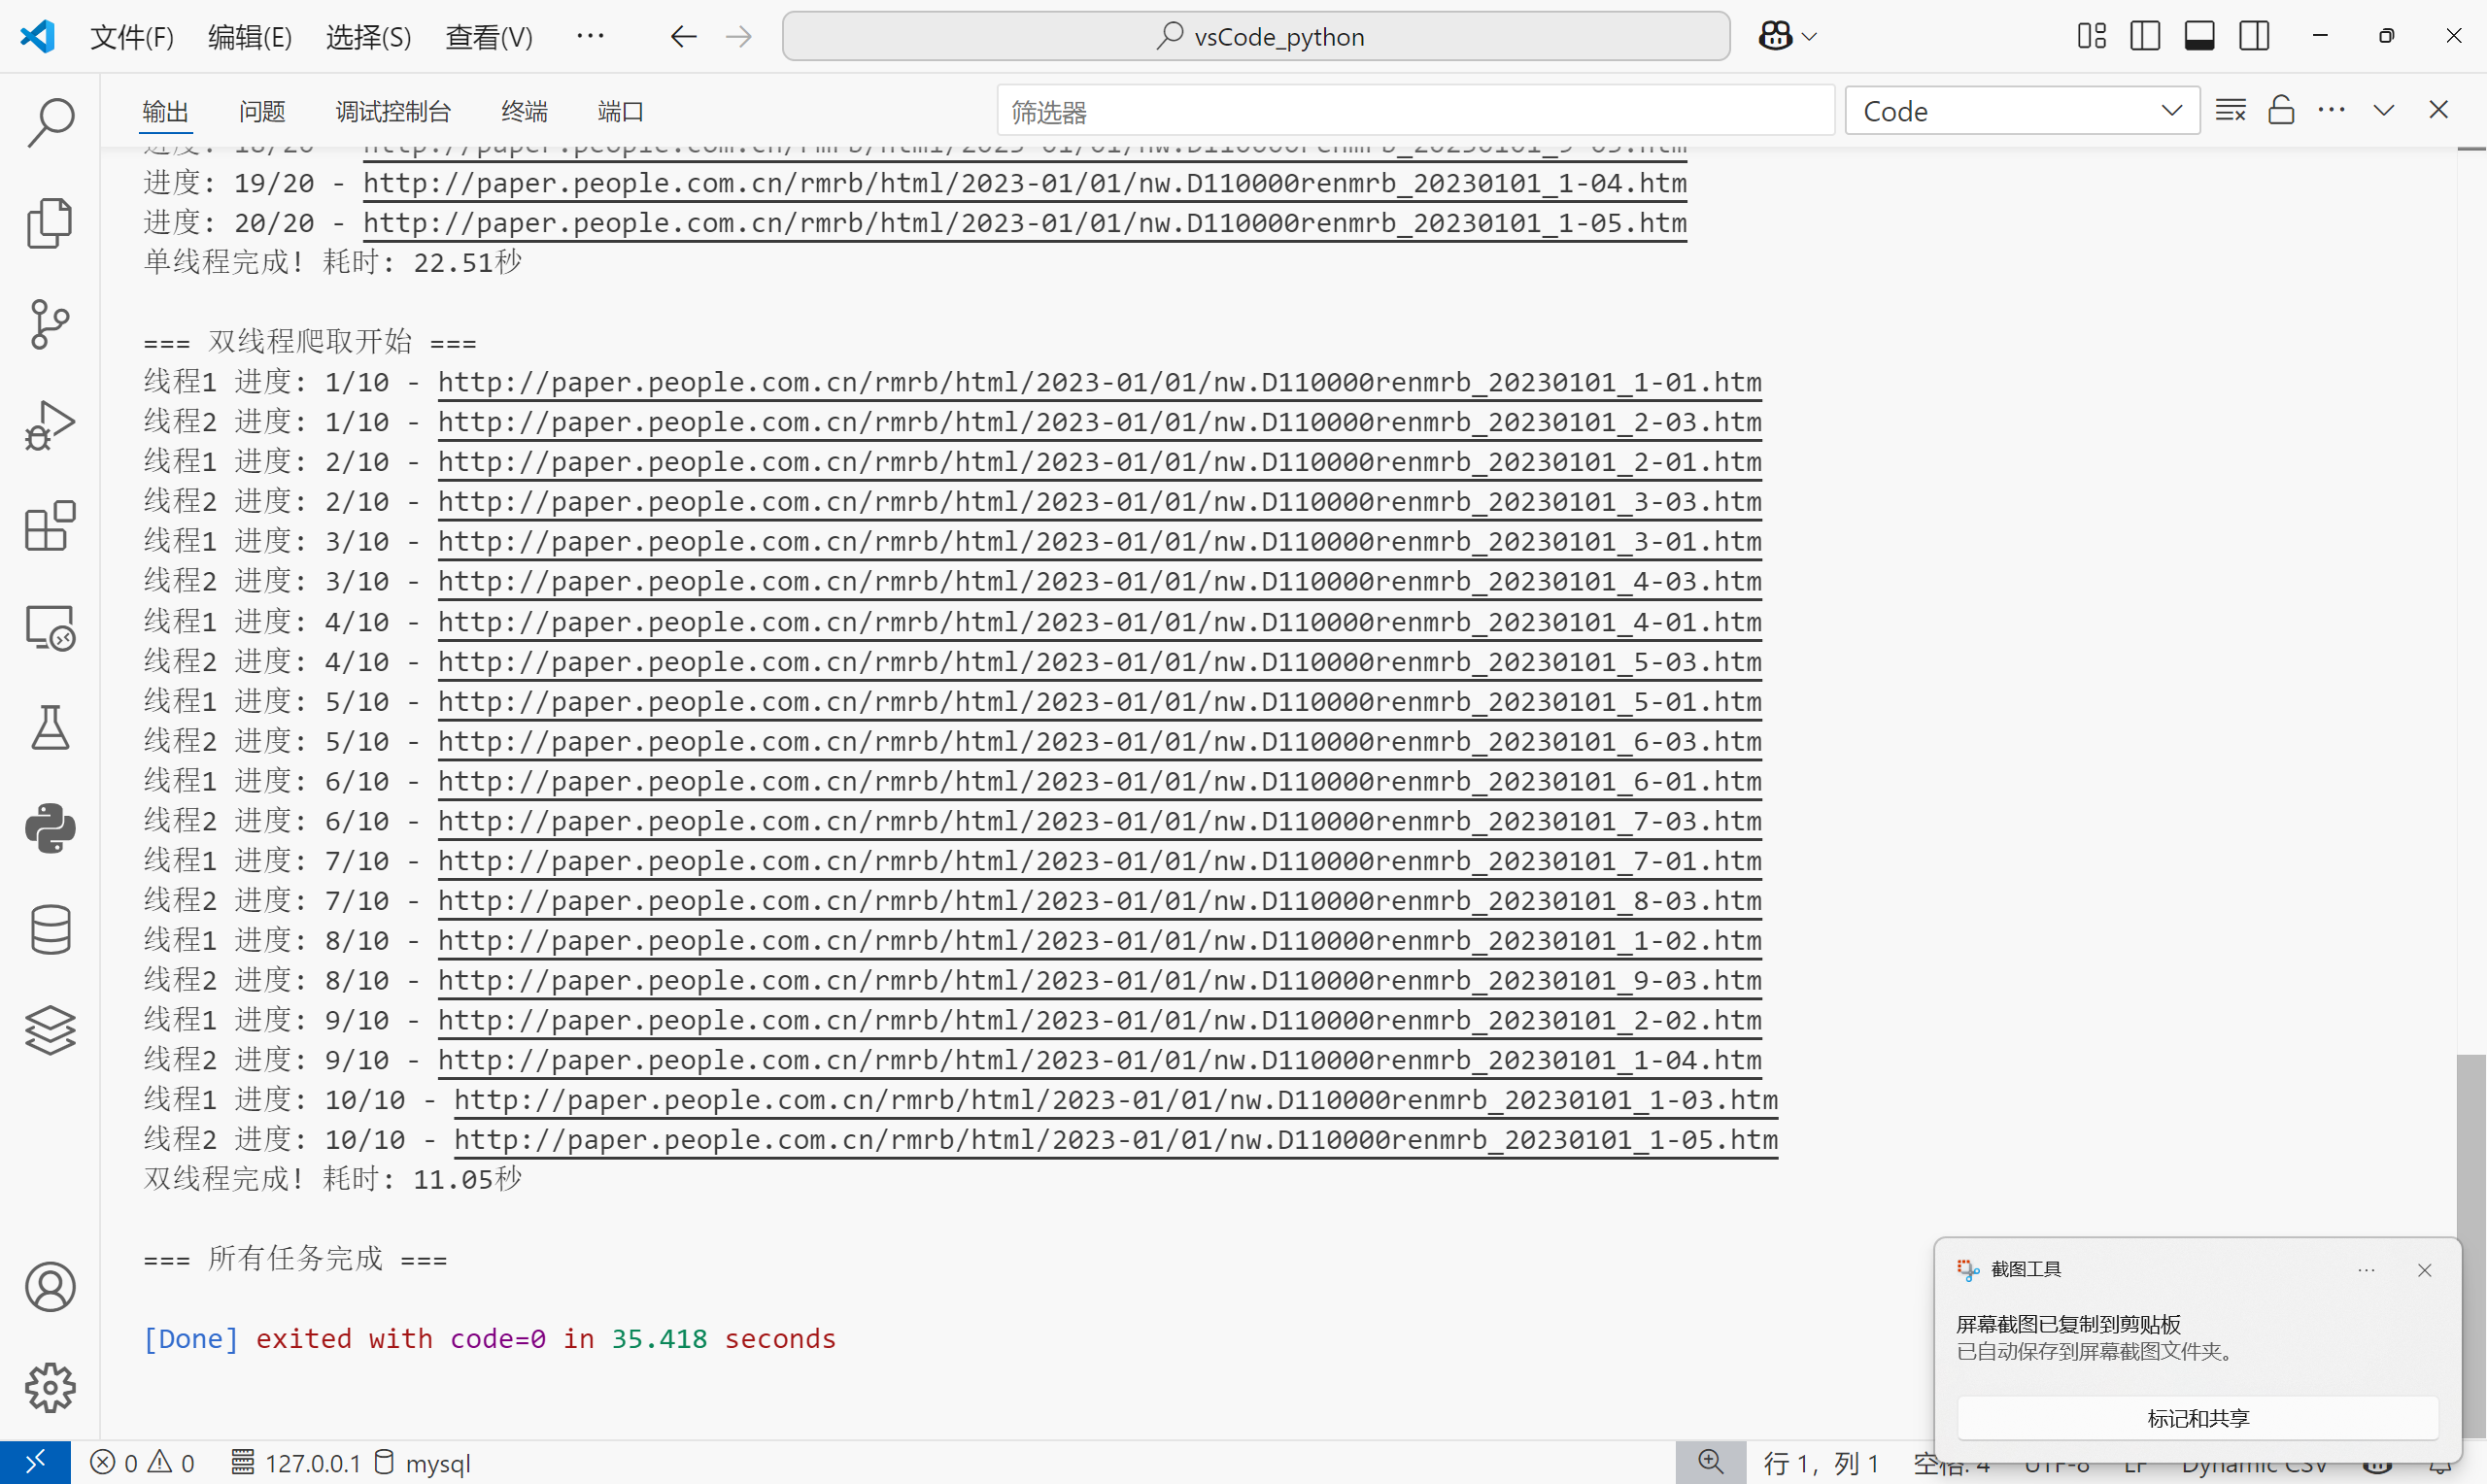 文件(F) 编辑(E) 选择(S) 查看(V) ··· vsCode_python
输出 问题 调试控制台 终端 端口 筛选器 Code
进度: 18/20 - http://paper.people.com.cn/rmrb/html/2023-01/01/nw.D110000renmrb_20230101_9-03.htm
进度: 19/20 - http://paper.people.com.cn/rmrb/html/2023-01/01/nw.D110000renmrb_20230101_1-04.htm
进度: 20/20 - http://paper.people.com.cn/rmrb/html/2023-01/01/nw.D110000renmrb_20230101_1-05.htm
单线程完成! 耗时: 22.51秒
=== 双线程爬取开始 ===
线程1 进度: 1/10 - http://paper.people.com.cn/rmrb/html/2023-01/01/nw.D110000renmrb_20230101_1-01.htm
线程2 进度: 1/10 - http://paper.people.com.cn/rmrb/html/2023-01/01/nw.D110000renmrb_20230101_2-03.htm
线程1 进度: 2/10 - http://paper.people.com.cn/rmrb/html/2023-01/01/nw.D110000renmrb_20230101_2-01.htm
线程2 进度: 2/10 - http://paper.people.com.cn/rmrb/html/2023-01/01/nw.D110000renmrb_20230101_3-03.htm
线程1 进度: 3/10 - http://paper.people.com.cn/rmrb/html/2023-01/01/nw.D110000renmrb_20230101_3-01.htm
线程2 进度: 3/10 - http://paper.people.com.cn/rmrb/html/2023-01/01/nw.D110000renmrb_20230101_4-03.htm
线程1 进度: 4/10 - http://paper.people.com.cn/rmrb/html/2023-01/01/nw.D110000renmrb_20230101_4-01.htm
线程2 进度: 4/10 - http://paper.people.com.cn/rmrb/html/2023-01/01/nw.D110000renmrb_20230101_5-03.htm
线程1 进度: 5/10 - http://paper.people.com.cn/rmrb/html/2023-01/01/nw.D110000renmrb_20230101_5-01.htm
线程2 进度: 5/10 - http://paper.people.com.cn/rmrb/html/2023-01/01/nw.D110000renmrb_20230101_6-03.htm
线程1 进度: 6/10 - http://paper.people.com.cn/rmrb/html/2023-01/01/nw.D110000renmrb_20230101_6-01.htm
线程2 进度: 6/10 - http://paper.people.com.cn/rmrb/html/2023-01/01/nw.D110000renmrb_20230101_7-03.htm
线程1 进度: 7/10 - http://paper.people.com.cn/rmrb/html/2023-01/01/nw.D110000renmrb_20230101_7-01.htm
线程2 进度: 7/10 - http://paper.people.com.cn/rmrb/html/2023-01/01/nw.D110000renmrb_20230101_8-03.htm
线程1 进度: 8/10 - http://paper.people.com.cn/rmrb/html/2023-01/01/nw.D110000renmrb_20230101_1-02.htm
线程2 进度: 8/10 - http://paper.people.com.cn/rmrb/html/2023-01/01/nw.D110000renmrb_20230101_9-03.htm
线程1 进度: 9/10 - http://paper.people.com.cn/rmrb/html/2023-01/01/nw.D110000renmrb_20230101_2-02.htm
线程2 进度: 9/10 - http://paper.people.com.cn/rmrb/html/2023-01/01/nw.D110000renmrb_20230101_1-04.htm
线程1 进度: 10/10 - http://paper.people.com.cn/rmrb/html/2023-01/01/nw.D110000renmrb_20230101_1-03.htm
线程2 进度: 10/10 - http://paper.people.com.cn/rmrb/html/2023-01/01/nw.D110000renmrb_20230101_1-05.htm
双线程完成! 耗时: 11.05秒
=== 所有任务完成 ===
[Done] exited with code=0 in 35.418 seconds
截图工具
屏幕截图已复制到剪贴板
已自动保存到屏幕截图文件夹。
标记和共享
0 0 127.0.0.1 mysql 行 1, 列 1 空格: 4 UTF-8 LF Dynamic CSV